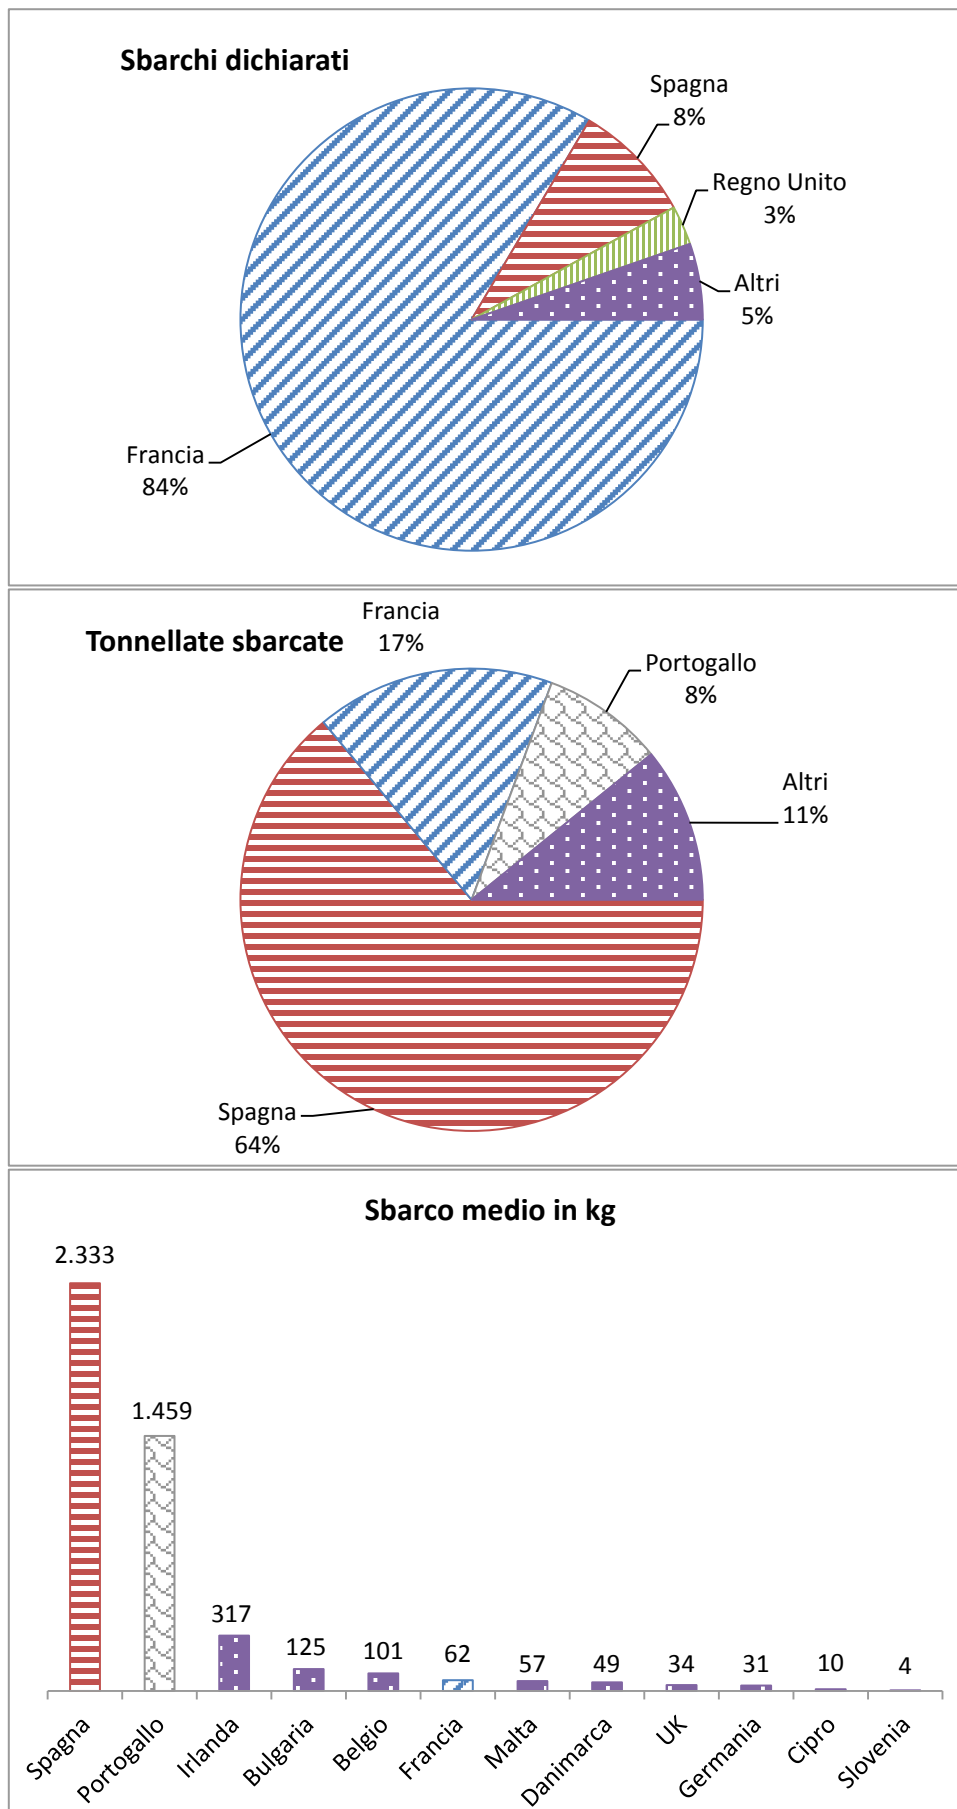 Sbarchi dichiarati
Spagna
8%
Regno Unito
3%
Altri
5%
Francia
84%
Tonnellate sbarcate
Francia
17%
Portogallo
8%
Altri
11%
Spagna
64%
Sbarco medio in kg
2.333
1.459
317
125
101
62
57
49
34
31
10
4
Spagna
Portogallo
Irlanda
Bulgaria
Belgio
Francia
Malta
Danimarca
UK
Germania
Cipro
Slovenia